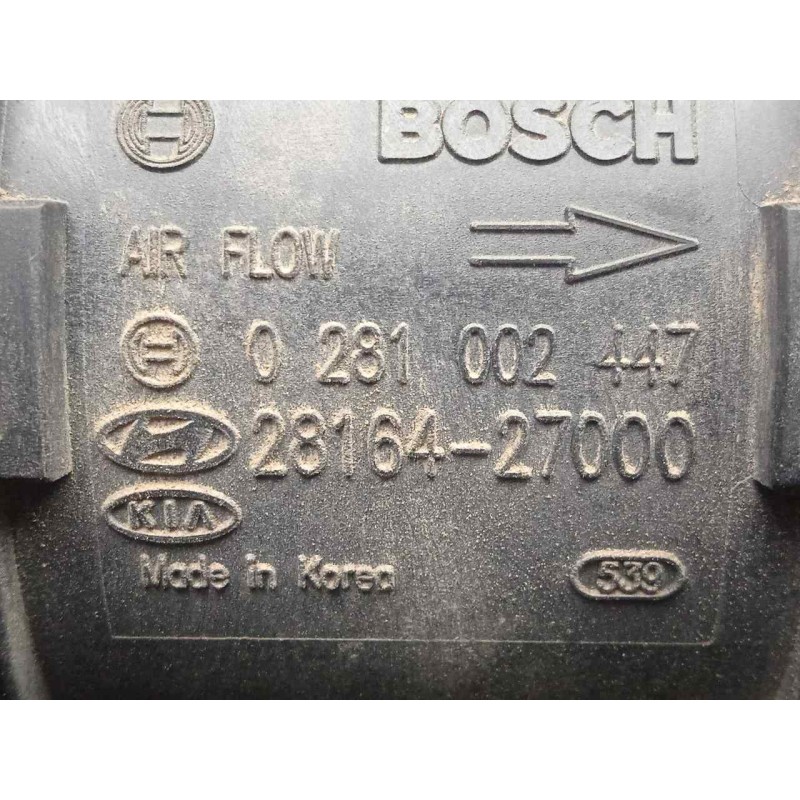 BOSCH
AIR FLOW
0 281 002 447
28164-27000
KIA
Made in Korea
539